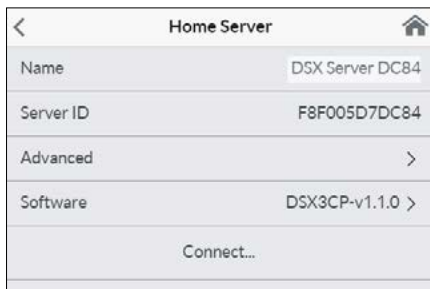 Home Server
Name DSX Server DC84
Server ID F8F005D7DC84
Advanced
Software DSX3CP-v1.1.0
Connect...